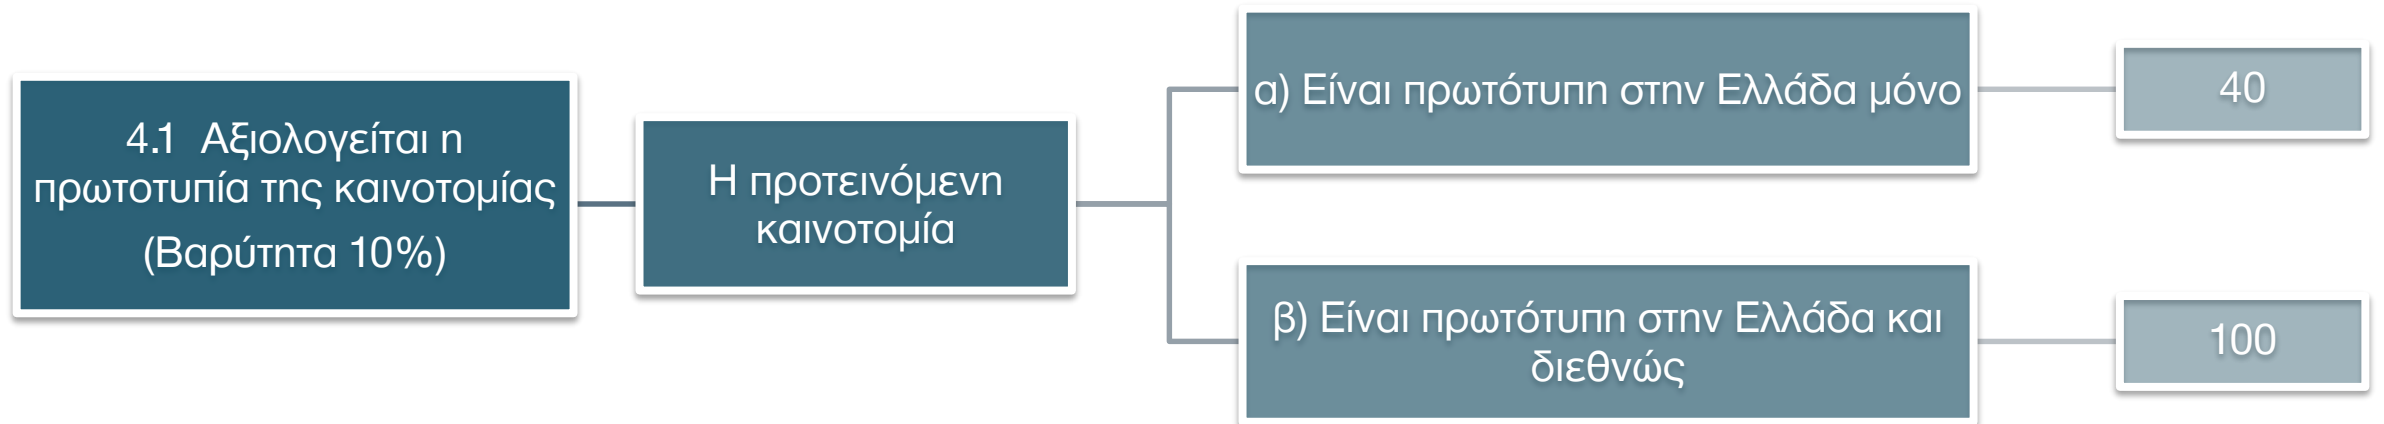 4.1 Αξιολογείται η
πρωτοτυπία της καινοτομίας
(Βαρύτητα 10%)
Η προτεινόμενη
καινοτομία
α) Είναι πρωτότυπη στην Ελλάδα μόνο
40
β) Είναι πρωτότυπη στην Ελλάδα και
διεθνώς
100